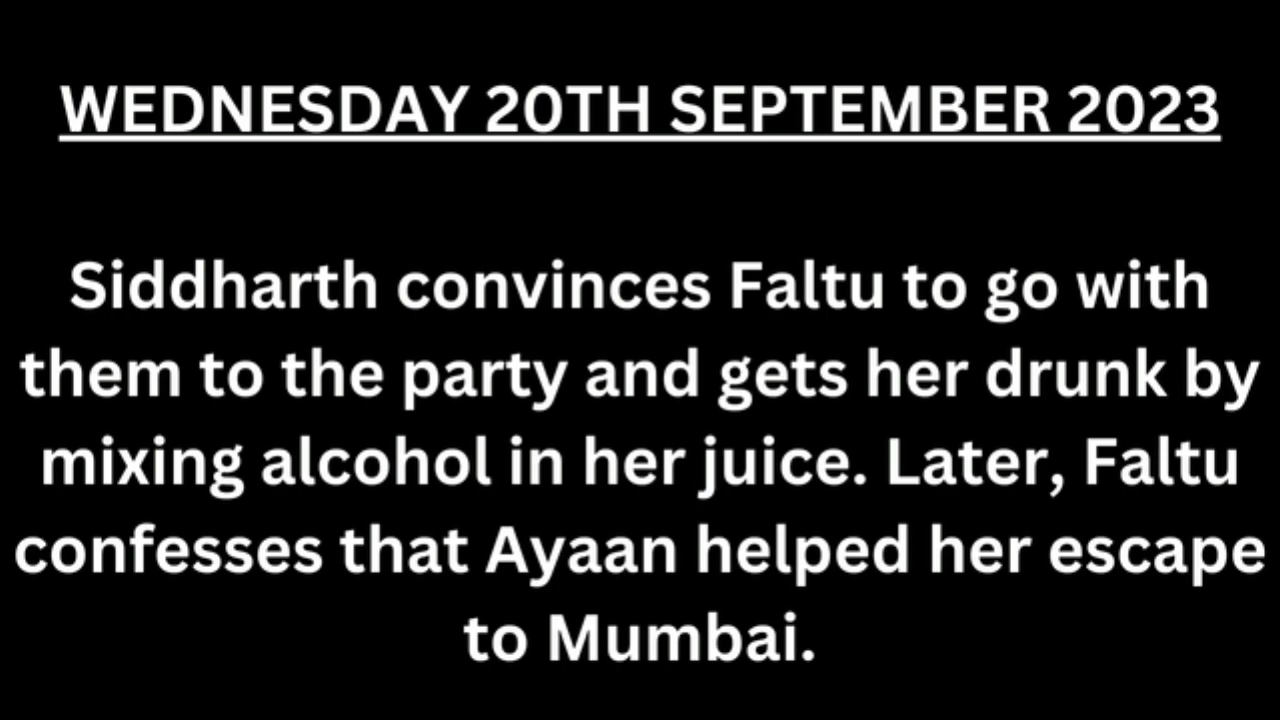 WEDNESDAY 20TH SEPTEMBER 2023
Siddharth convinces Faltu to go with
them to the party and gets her drunk by
mixing alcohol in her juice. Later, Faltu
confesses that Ayaan helped her escape
to Mumbai.